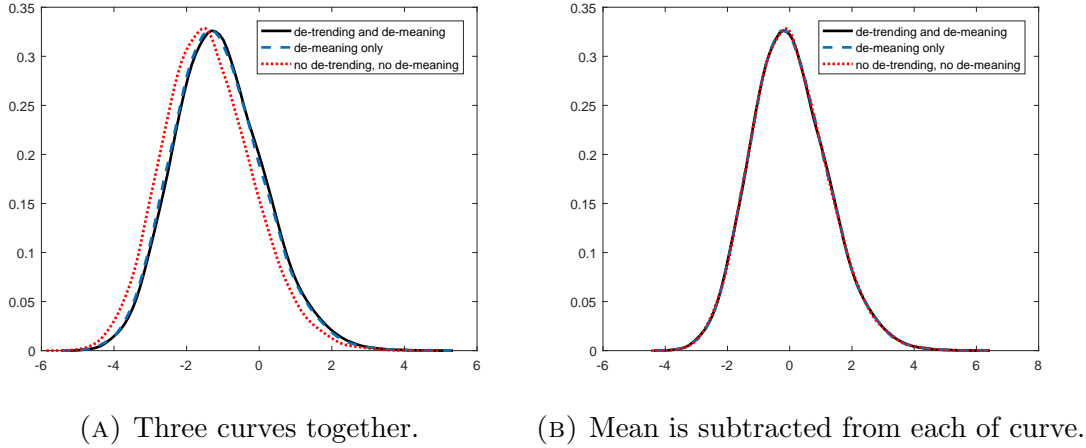 de-trending and de-meaning
de-meaning only
no de-trending, no de-meaning
0.35
0.3
0.25
0.2
0.15
0.1
0.05
0
-6 -4 -2 0 2 4 6
(A) Three curves together.
de-trending and de-meaning
de-meaning only
no de-trending, no de-meaning
0.35
0.3
0.25
0.2
0.15
0.1
0.05
0
-6 -4 -2 0 2 4 6 8
(B) Mean is subtracted from each of curve.